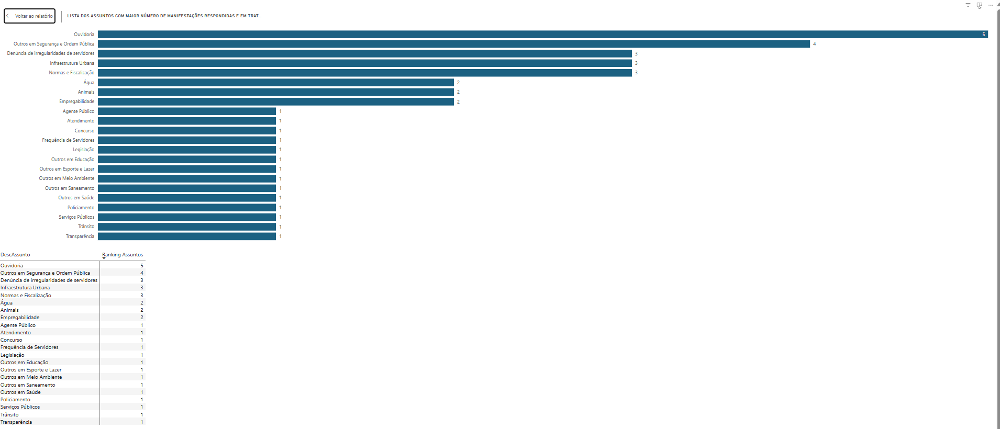 Voltar ao relatório
LISTA DOS ASSUNTOS COM MAIOR NÚMERO DE MANIFESTAÇÕES RESPONDIDAS E EM TRAT...
Ouvidoria 5
Outros em Segurança e Ordem Pública 4
Denúncia de irregularidades de servidores 3
Infraestrutura Urbana 3
Normas e Fiscalização 3
Água 2
Animais 2
Empregabilidade 2
Agente Público 1
Atendimento 1
Concurso 1
Frequência de Servidores 1
Legislação 1
Outros em Educação 1
Outros em Esporte e Lazer 1
Outros em Meio Ambiente 1
Outros em Saneamento 1
Outros em Saúde 1
Policiamento 1
Serviços Públicos 1
Trânsito 1
Transparência 1
DescAssunto Ranking Assuntos
Ouvidoria 5
Outros em Segurança e Ordem Pública 4
Denúncia de irregularidades de servidores 3
Infraestrutura Urbana 3
Normas e Fiscalização 3
Água 2
Animais 2
Empregabilidade 2
Agente Público 1
Atendimento 1
Concurso 1
Frequência de Servidores 1
Legislação 1
Outros em Educação 1
Outros em Esporte e Lazer 1
Outros em Meio Ambiente 1
Outros em Saneamento 1
Outros em Saúde 1
Policiamento 1
Serviços Públicos 1
Trânsito 1
Transparência 1